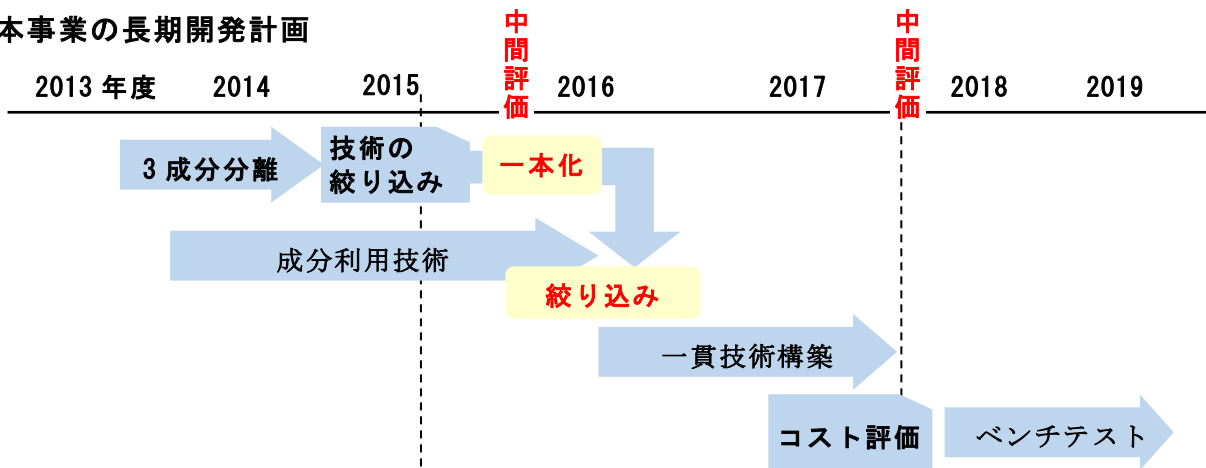 本事業の長期開発計画
中間評価
中間評価
2013 年度
2014
2015
2016
2017
2018
2019
3 成分分離
技術の
絞り込み
一本化
成分利用技術
絞り込み
一貫技術構築
コスト評価
ベンチテスト